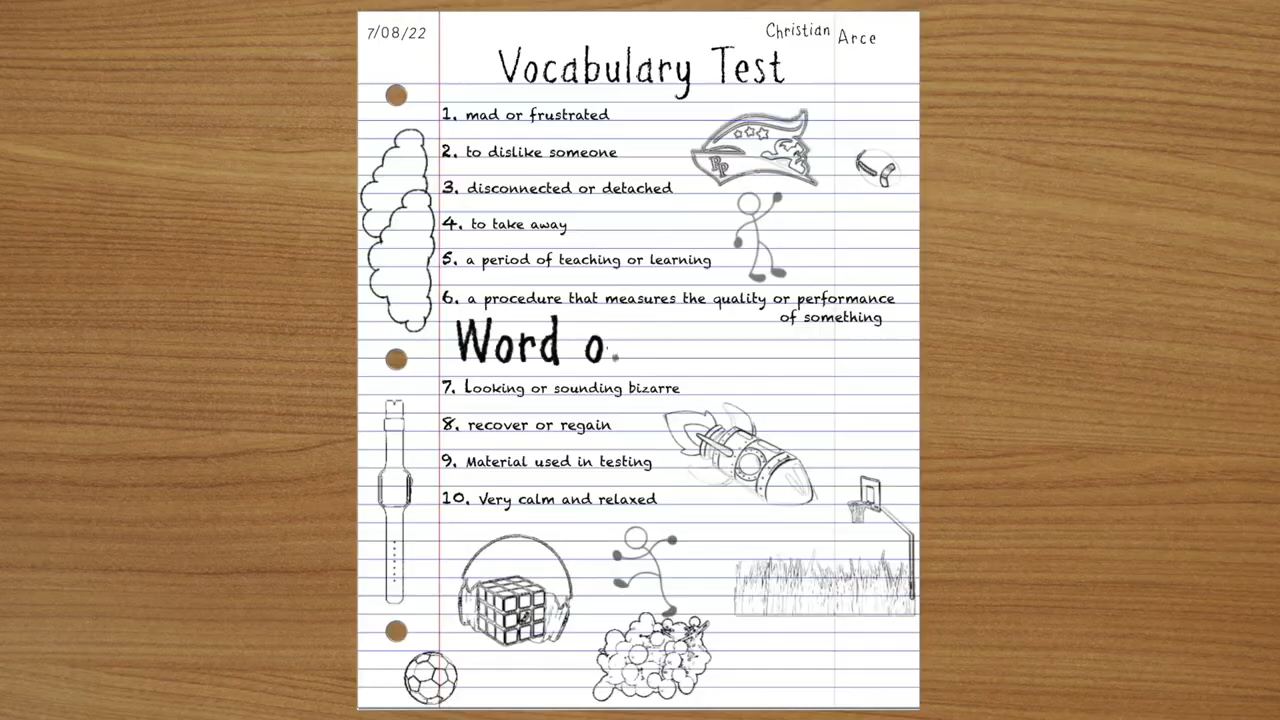 7/08/22
Christian Arce
Vocabulary Test
1. mad or frustrated
2. to dislike someone
PP
3. disconnected or detached
4. to take away
5. a period of teaching or learning
6. a procedure that measures the quality or performance
of something
Word o
7. Looking or sounding bizarre
8. recover or regain
9. Material used in testing
10. Very calm and relaxed